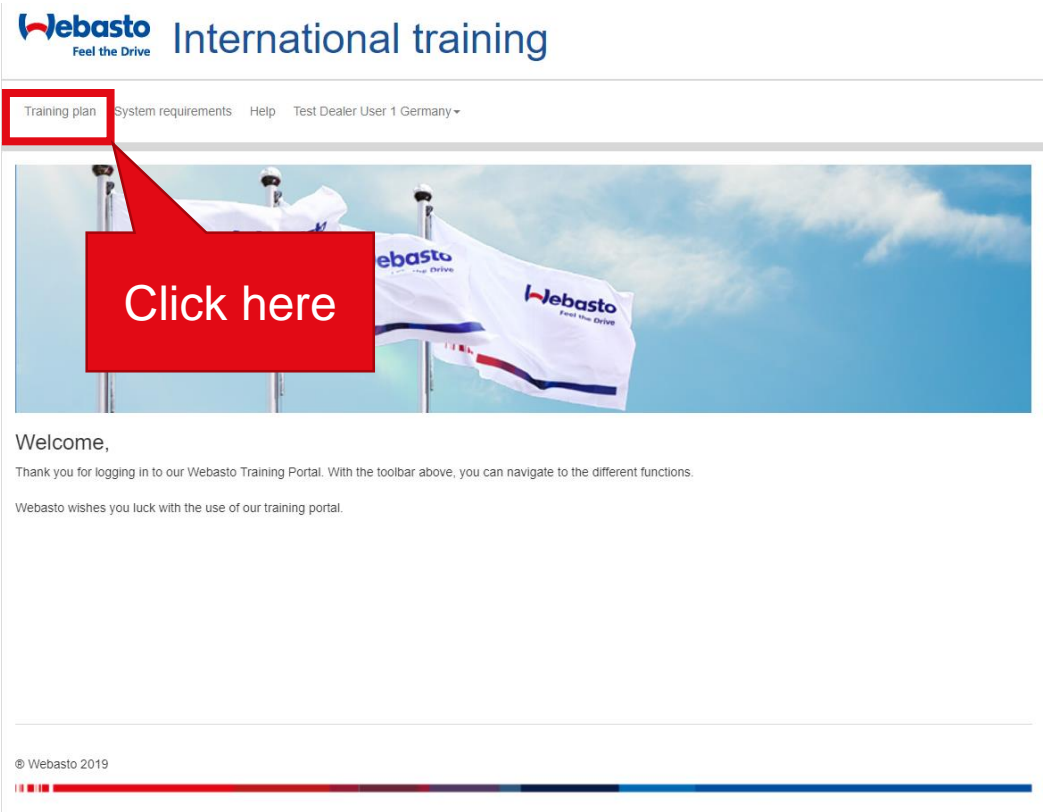 Webasto
Feel the Drive
International training
Training plan System requirements Help Test Dealer User 1 Germany
Click here
ebasto
Drive
Webasto
Feel the Drive
Welcome,
Thank you for logging in to our Webasto Training Portal. With the toolbar above, you can navigate to the different functions.
Webasto wishes you luck with the use of our training portal.
® Webasto 2019